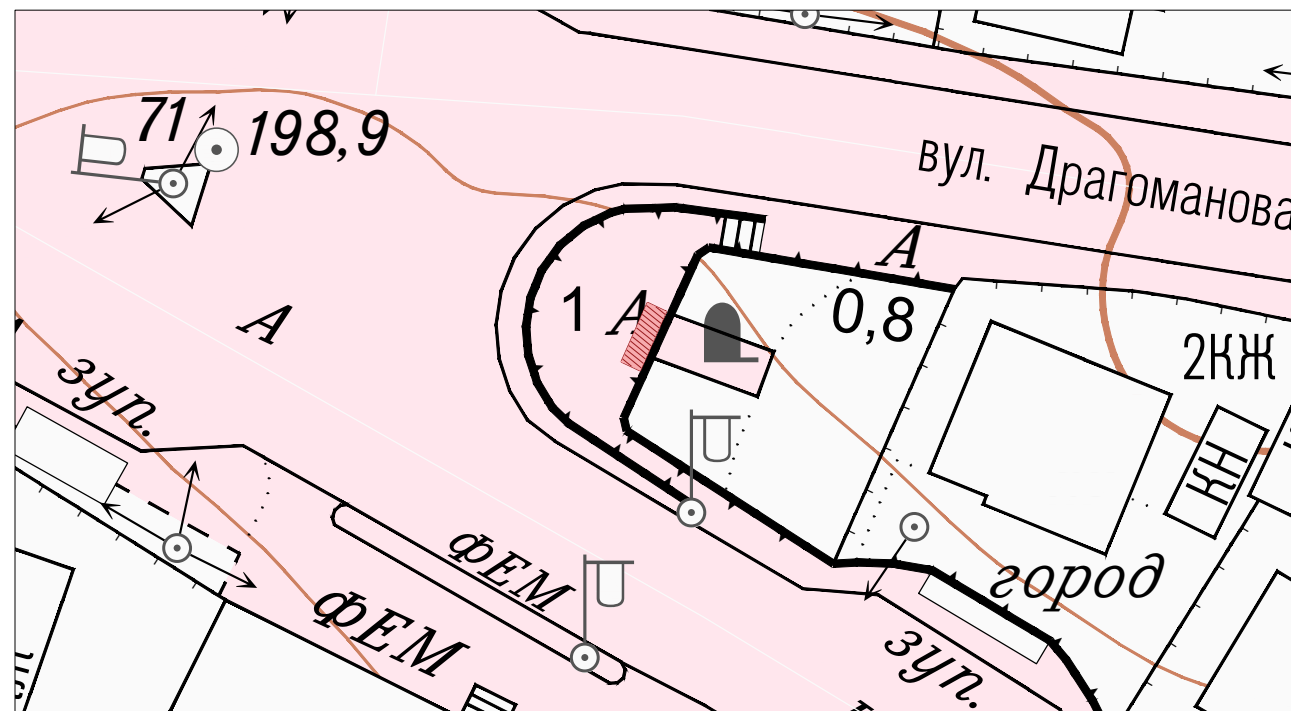 71 198,9
вул. Драгоманова
А
А
1 А
0,8
2КЖ
зуп.
КН
фЕМ
город
фЕМ
зуп.